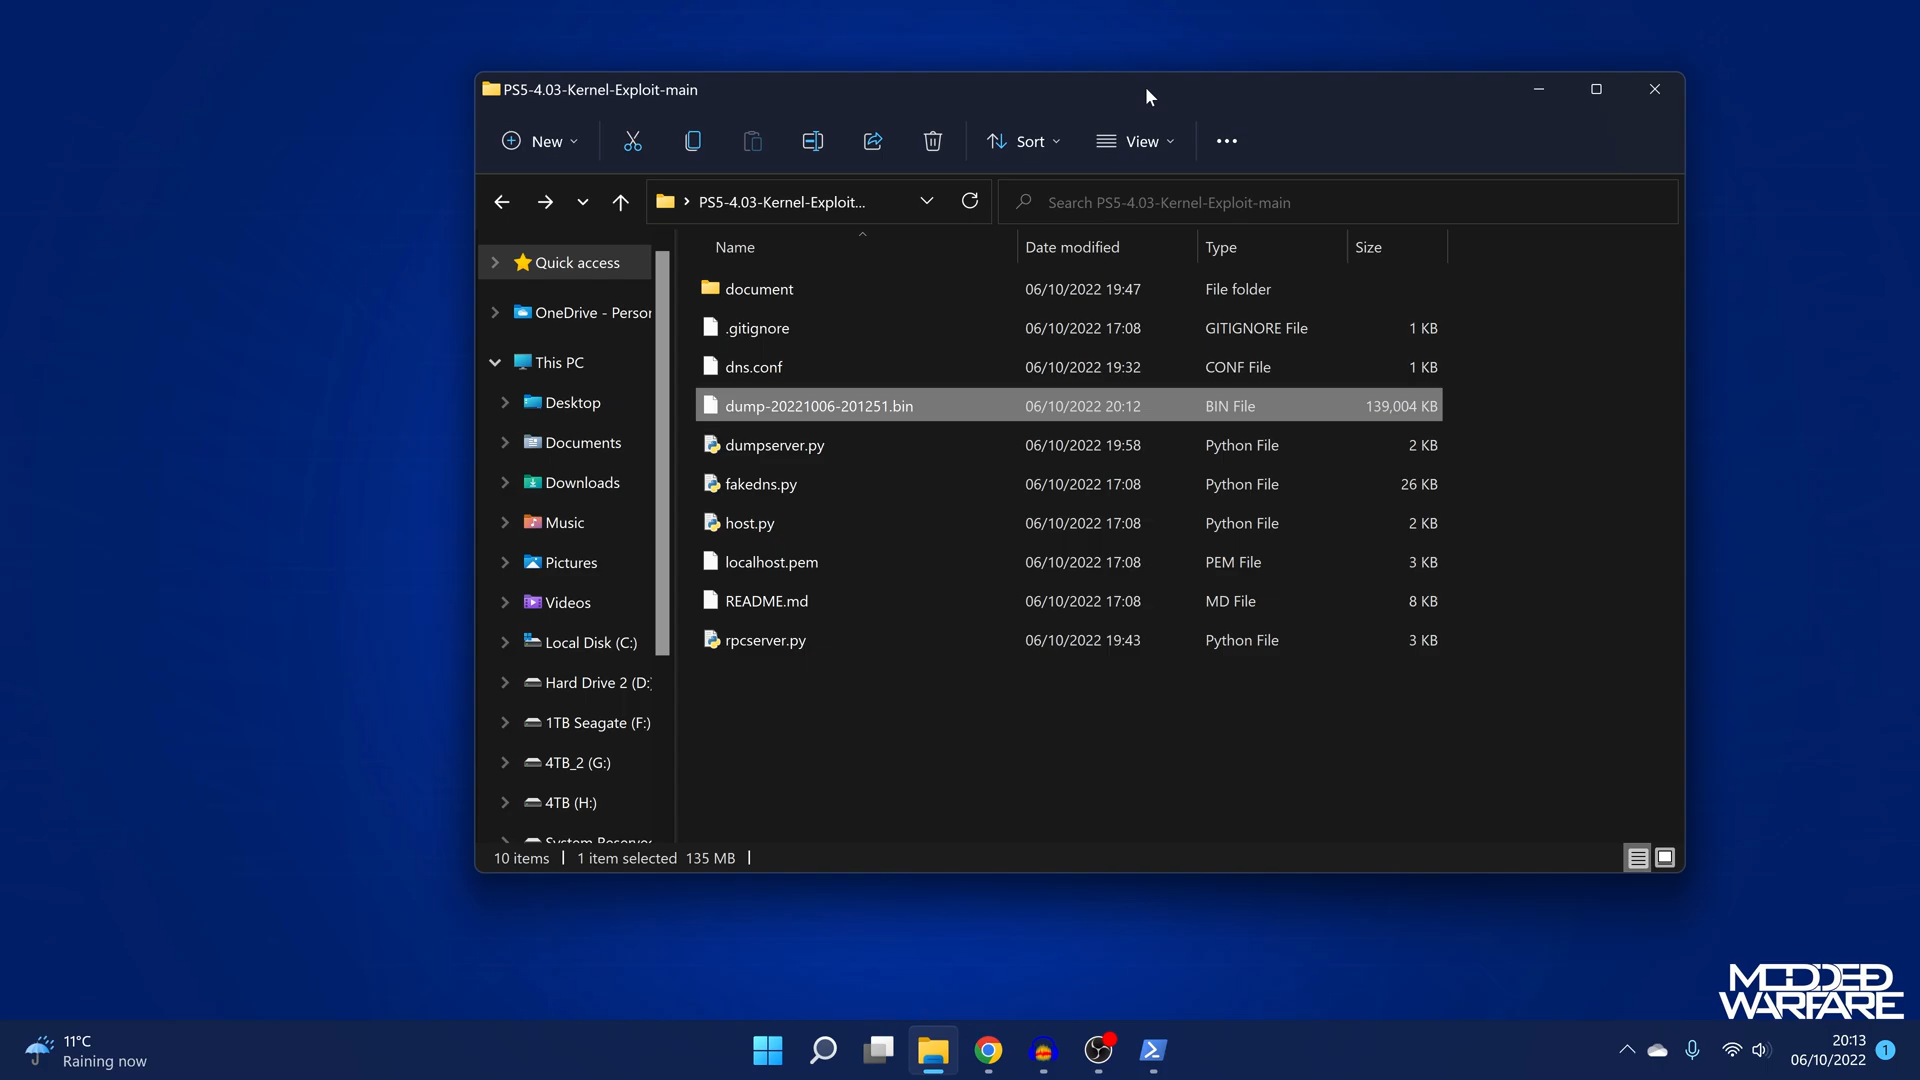 PS5-4.03-Kernel-Exploit-main
New
Sort
View
PS5-4.03-Kernel-Exploit...
Search PS5-4.03-Kernel-Exploit-main
Name Date modified Type Size
Quick access
OneDrive - Person
This PC
Desktop
Documents
Downloads
Music
Pictures
Videos
Local Disk (C:)
Hard Drive 2 (D:)
1TB Seagate (F:)
4TB_2 (G:)
4TB (H:)
System Reserve
document 06/10/2022 19:47 File folder
.gitignore 06/10/2022 17:08 GITIGNORE File 1 KB
dns.conf 06/10/2022 19:32 CONF File 1 KB
dump-20221006-201251.bin 06/10/2022 20:12 BIN File 139,004 KB
dumpserver.py 06/10/2022 19:58 Python File 2 KB
fakedns.py 06/10/2022 17:08 Python File 26 KB
host.py 06/10/2022 17:08 Python File 2 KB
localhost.pem 06/10/2022 17:08 PEM File 3 KB
README.md 06/10/2022 17:08 MD File 8 KB
rpcserver.py 06/10/2022 19:43 Python File 3 KB
10 items 1 item selected 135 MB
MODDED
WARFARE
11°C
Raining now
20:13
06/10/2022
1